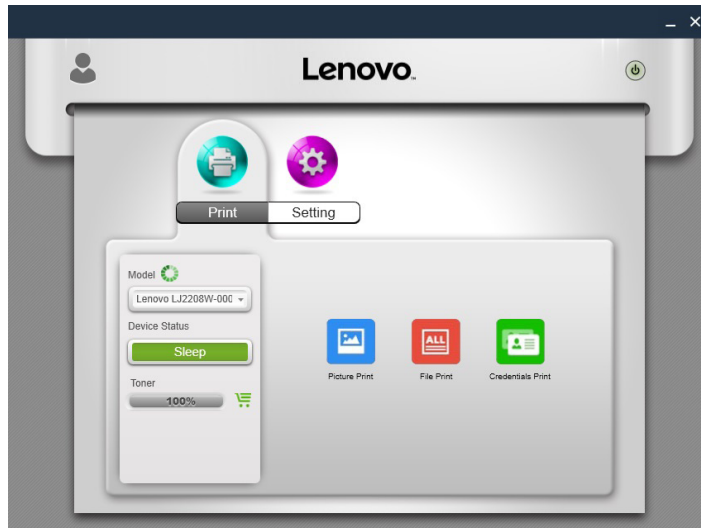 Lenovo
Print
Setting
Model
Lenovo LJ2208W-000
Device Status
Sleep
Toner
100%
ALL
Picture Print
File Print
Credentials Print